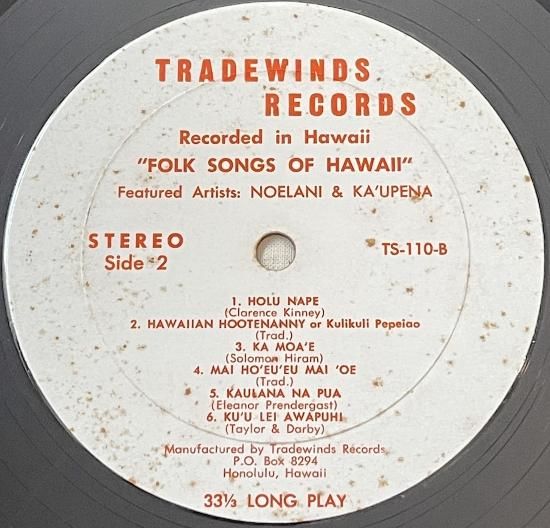 TRADEWINDS
RECORDS
Recorded in Hawaii
"FOLK SONGS OF HAWAII"
Featured Artists: NOELANI & KA'UPENA
STEREO
Side 2
TS-110-B
1. HOLU NAPE
(Clarence Kinney)
2. HAWAIIAN HOOTENANNY or Kulikuli Pepeiao
(Trad.)
3. KA MOA'E
(Solomon Hiram)
4. MAI HO'EU'EU MAI 'OE
(Trad.)
5. KAULANA NA PUA
(Eleanor Prendergast)
6. KU'U LEI AWAPUHI
(Taylor & Darby)
Manufactured by Tradewinds Records
P.O. Box 8294
Honolulu, Hawaii
33⅓ LONG PLAY